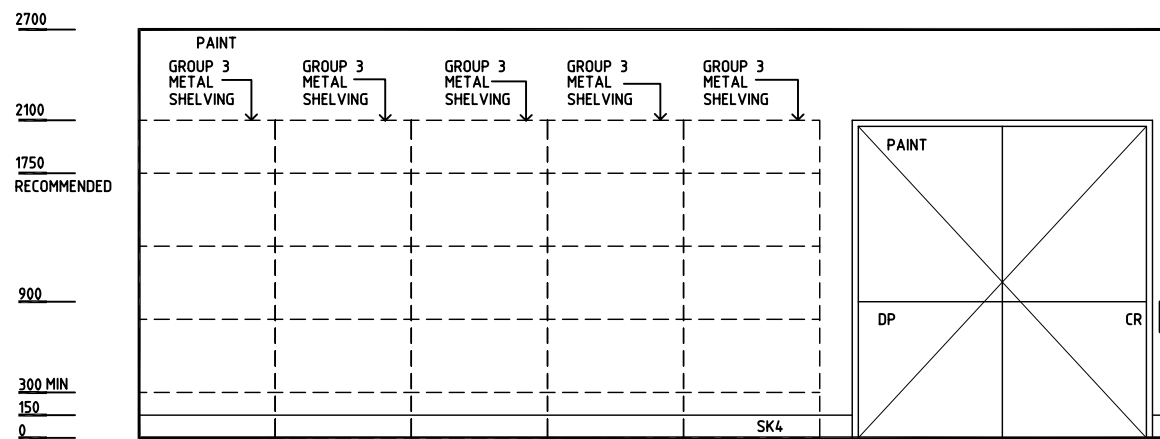 2700
PAINT
GROUP 3
METAL
SHELVING
GROUP 3
METAL
SHELVING
GROUP 3
METAL
SHELVING
GROUP 3
METAL
SHELVING
GROUP 3
METAL
SHELVING
2100
PAINT
1750
RECOMMENDED
900
DP
CR
300 MIN
150
SK4
0